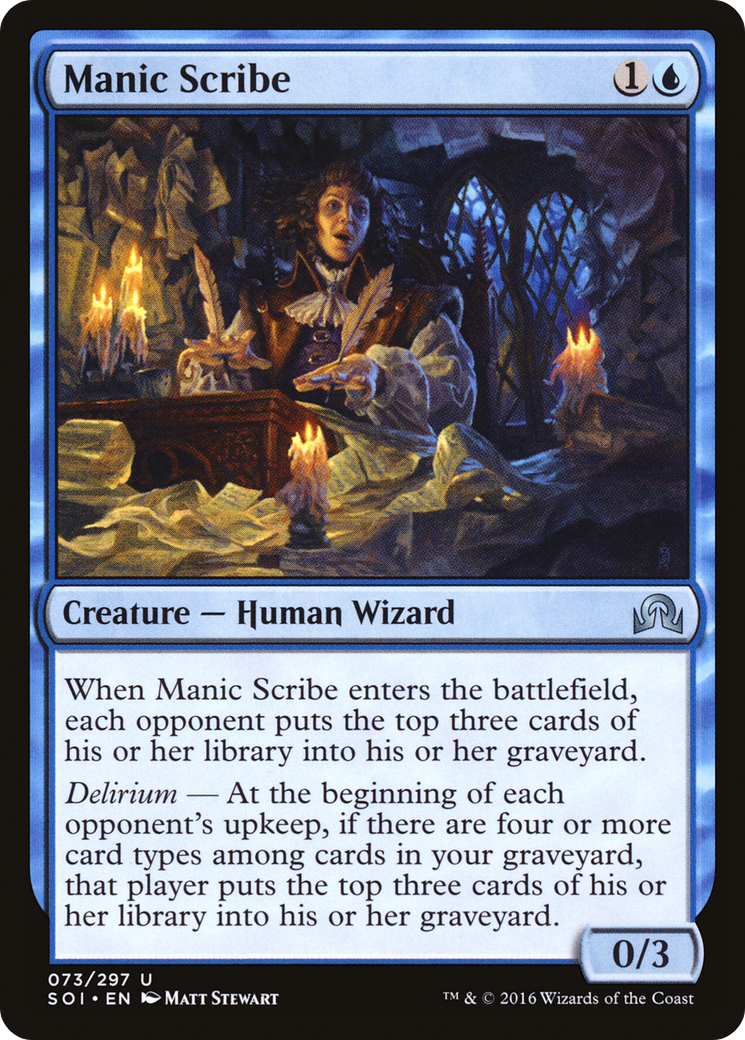 Manic Scribe 1
Creature — Human Wizard
When Manic Scribe enters the battlefield,
each opponent puts the top three cards of
his or her library into his or her graveyard.
Delirium — At the beginning of each
opponent's upkeep, if there are four or more
card types among cards in your graveyard,
that player puts the top three cards of his or
her library into his or her graveyard.
0/3
073/297 U
SOI • EN Matt Stewart
™ & © 2016 Wizards of the Coast